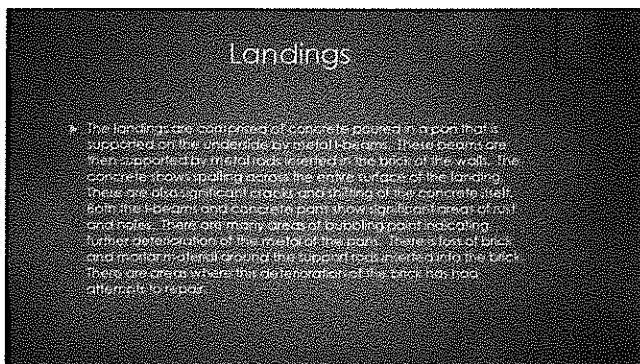 Landings
The landings are comprised of concrete poured in a pan that is
supported on the underside by metal I-beams. These beams are
then supported by metal rods inserted in the brick of the walls. The
concrete shows spalling across the entire surface of the landing.
There are also significant cracks and shifting of the concrete itself.
Both the I-beams and concrete pans show significant areas of rust
and holes. There are many areas of bubbling paint indicating
further deterioration of the metal of the pans. There is loss of brick
and mortar material around the support rods inserted into the brick.
There are areas where this deterioration of the brick has had
attempts to repair.